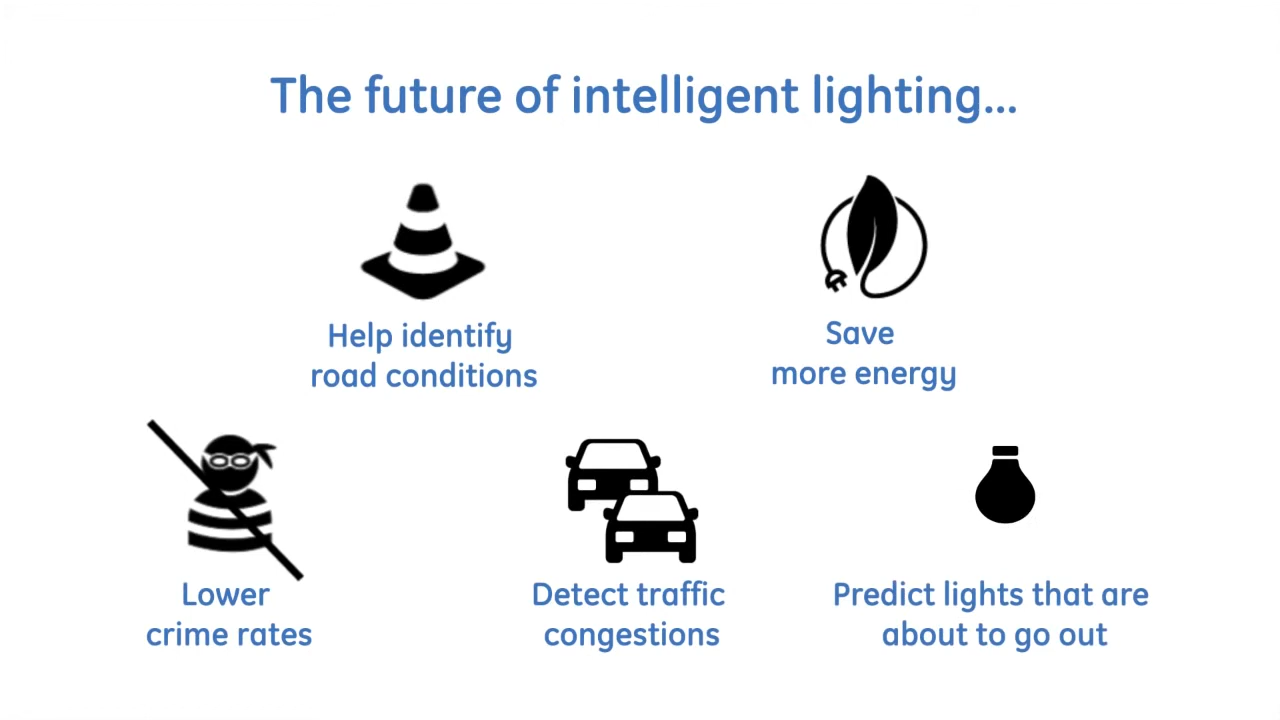 The future of intelligent lighting...
Help identify
road conditions
Save
more energy
Lower
crime rates
Detect traffic
congestions
Predict lights that are
about to go out